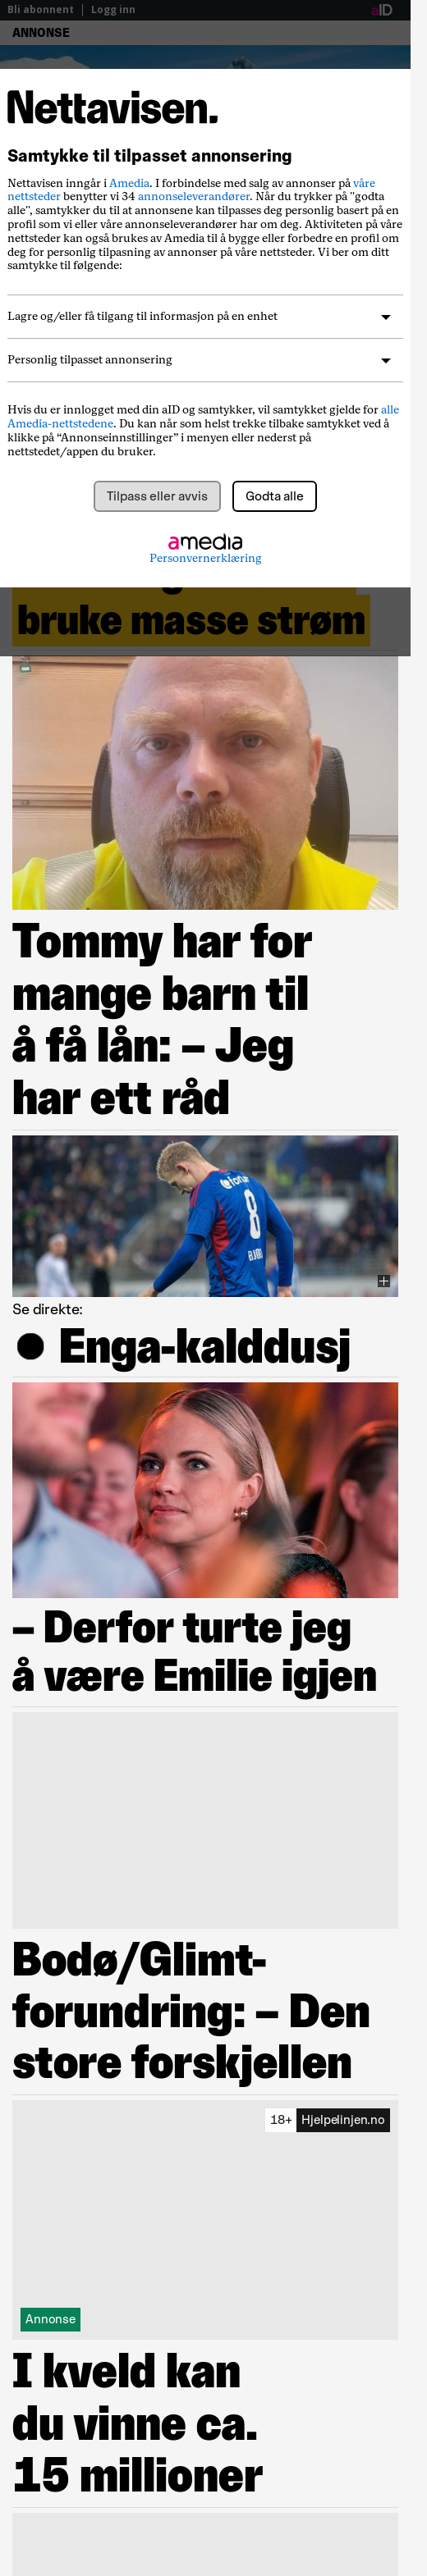 Bli abonnent | Logg inn
aID
ANNONSE
Nettavisen.
Samtykke til tilpasset annonsering
Nettavisen inngår i Amedia. I forbindelse med salg av annonser på våre
nettsteder benytter vi 34 annonseleverandører. Når du trykker på "godta
alle", samtykker du til at annonsene kan tilpasses deg personlig basert på en
profil som vi eller våre annonseleverandører har om deg. Aktiviteten på våre
nettsteder kan også brukes av Amedia til å bygge eller forbedre en profil om
deg for personlig tilpasning av annonser på våre nettsteder. Vi ber om ditt
samtykke til følgende:
Lagre og/eller få tilgang til informasjon på en enhet
Personlig tilpasset annonsering
Hvis du er innlogget med din aID og samtykker, vil samtykket gjelde for alle
Amedia-nettstedene. Du kan når som helst trekke tilbake samtykket ved å
klikke på “Annonseinnstillinger” i menyen eller nederst på
nettstedet/appen du bruker.
Tilpass eller avvis
Godta alle
amedia
Personvernerklæring
bruke masse strøm
Tommy har for
mange barn til
å få lån: – Jeg
har ett råd
8
Se direkte:
● Enga-kalddusj
– Derfor turte jeg
å være Emilie igjen
Bodø/Glimt-
forundring: – Den
store forskjellen
18+ Hjelpelinjen.no
Annonse
I kveld kan
du vinne ca.
15 millioner